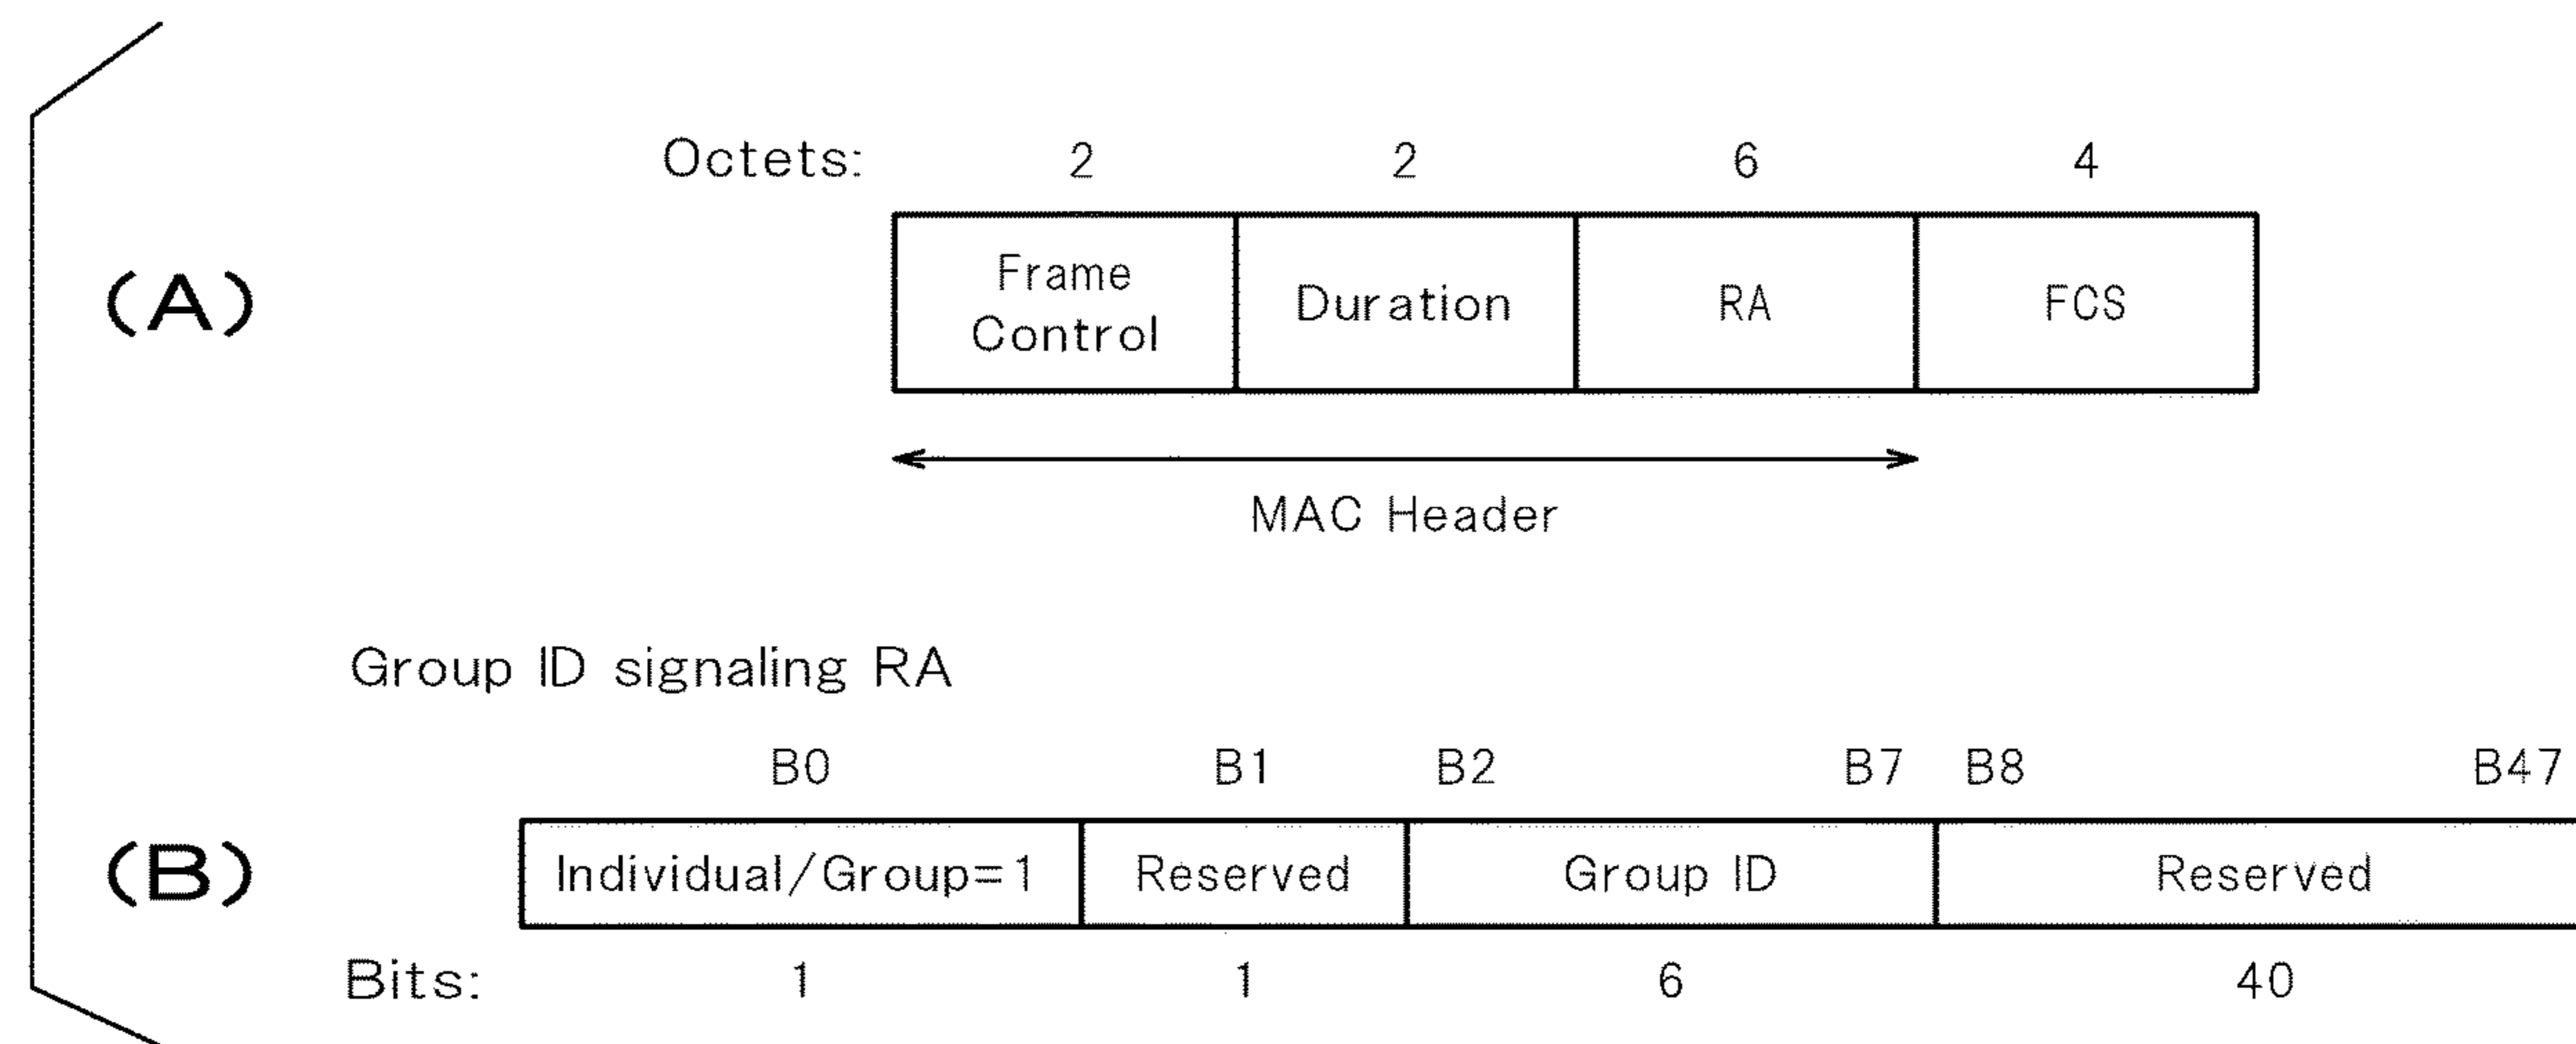 Octets: 2 2 6 4
(A)
Frame Control Duration RA FCS
MAC Header
Group ID signaling RA
B0 B1 B2 B7 B8 B47
(B)
Individual/Group=1 Reserved Group ID Reserved
Bits: 1 1 6 40